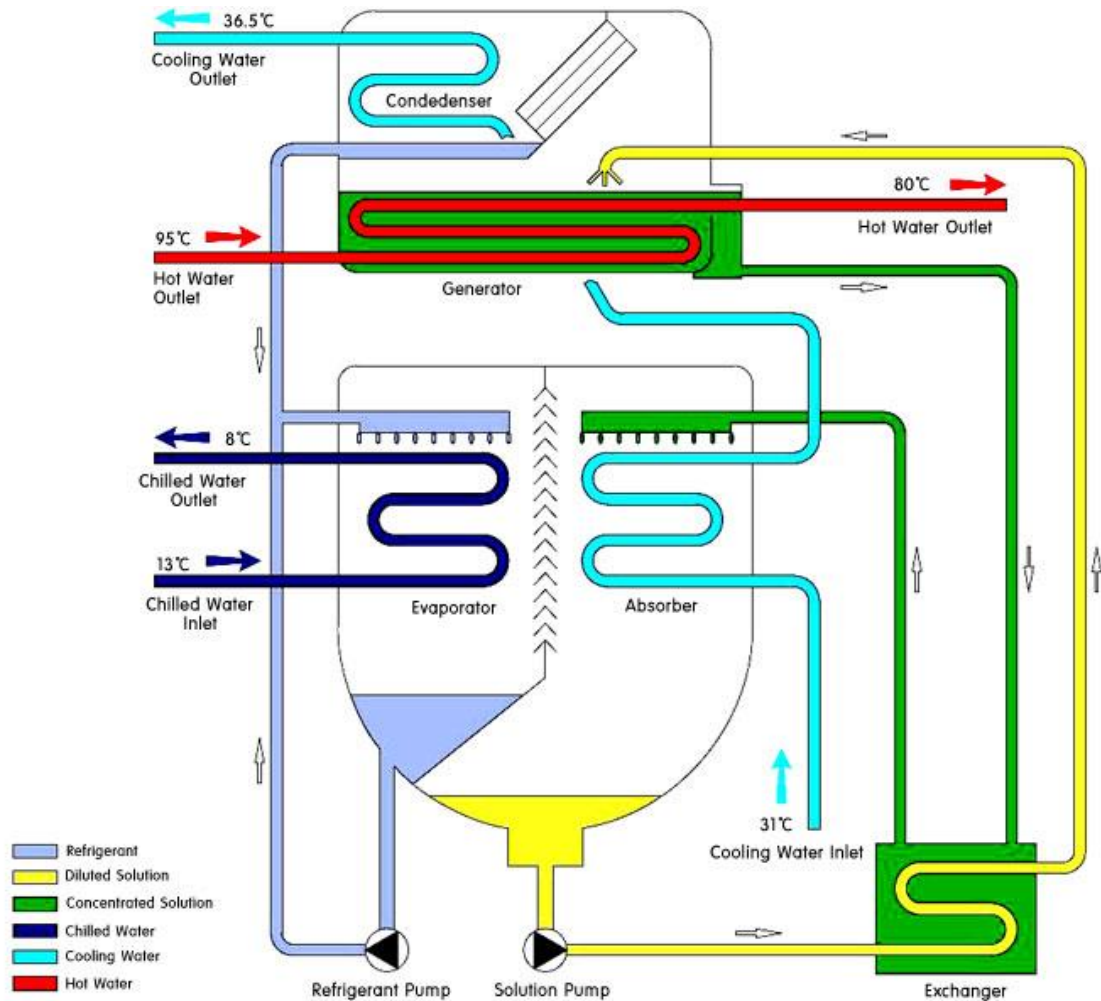 36.5℃
Cooling Water
Outlet
Condedenser
80℃
Hot Water Outlet
95℃
Hot Water
Outlet
Generator
8℃
Chilled Water
Outlet
13℃
Chilled Water
Inlet
Evaporator
Absorber
31℃
Cooling Water Inlet
Refrigerant
Diluted Solution
Concentrated Solution
Chilled Water
Cooling Water
Hot Water
Refrigerant Pump
Solution Pump
Exchanger